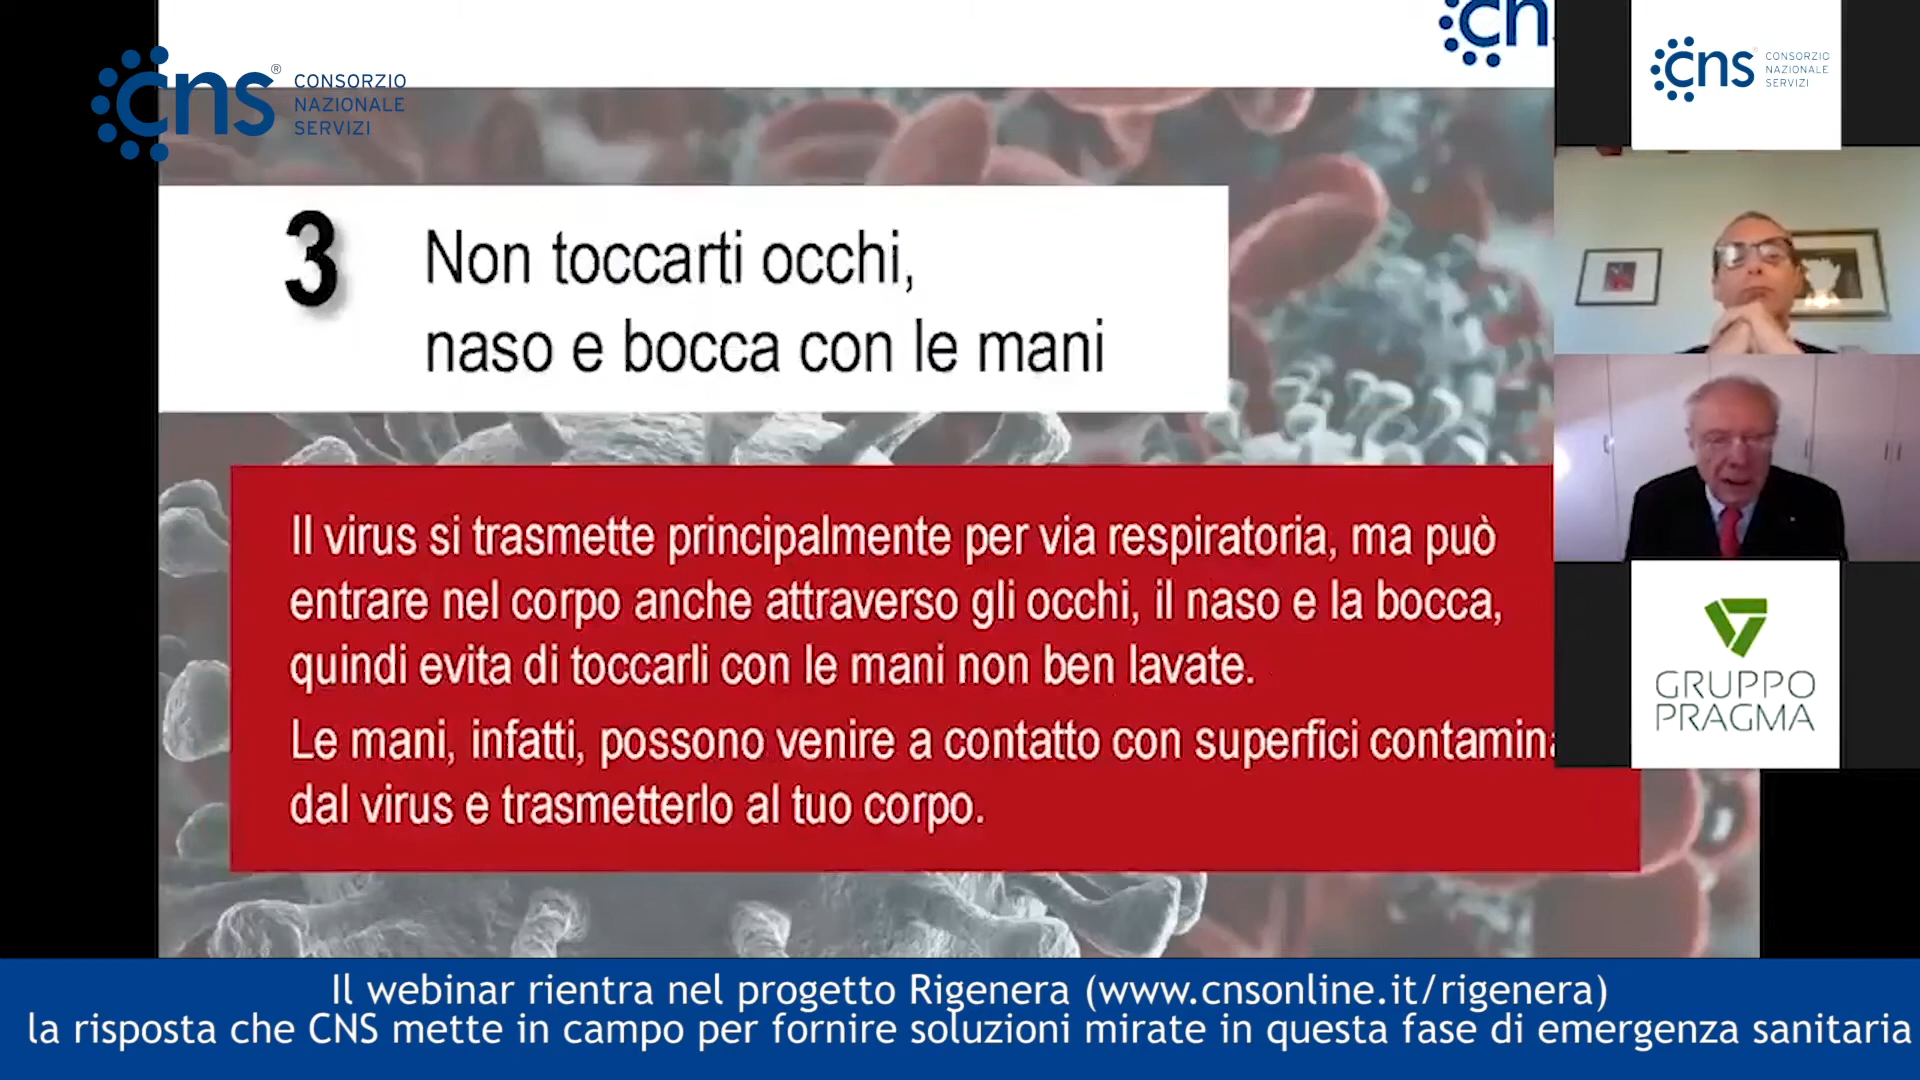 cns
cns® CONSORZIO
NAZIONALE
SERVIZI
cns CONSORZIO
NAZIONALE
SERVIZI
3 Non toccarti occhi,
naso e bocca con le mani
Il virus si trasmette principalmente per via respiratoria, ma può
entrare nel corpo anche attraverso gli occhi, il naso e la bocca,
quindi evita di toccarli con le mani non ben lavate.
Le mani, infatti, possono venire a contatto con superfici
dal virus e trasmetterlo al tuo corpo.
GRUPPO
PRAGMA
Il webinar rientra nel progetto Rigenera (www.cnsonline.it/rigenera)
la risposta che CNS mette in campo per fornire soluzioni mirate in questa fase di emergenza sanitaria